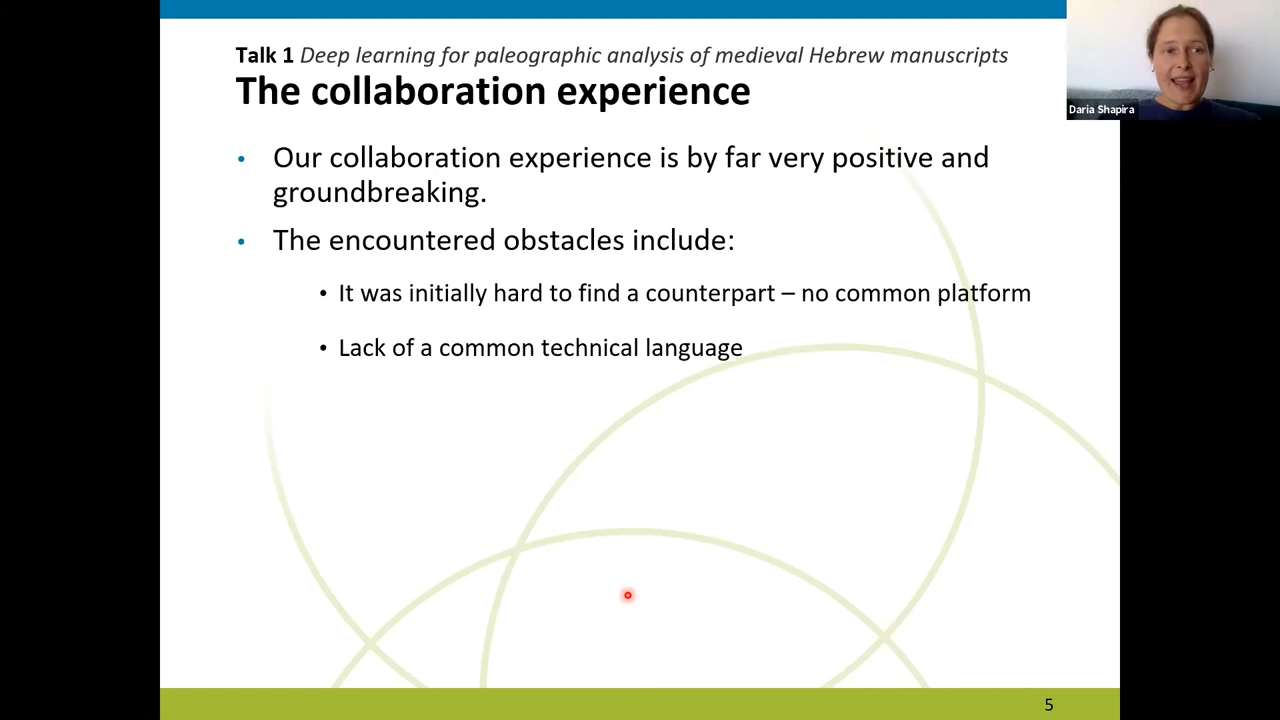 Talk 1 Deep learning for paleographic analysis of medieval Hebrew manuscripts
The collaboration experience
Daria Shapira
• Our collaboration experience is by far very positive and
groundbreaking.
• The encountered obstacles include:
• It was initially hard to find a counterpart – no common platform
• Lack of a common technical language
5